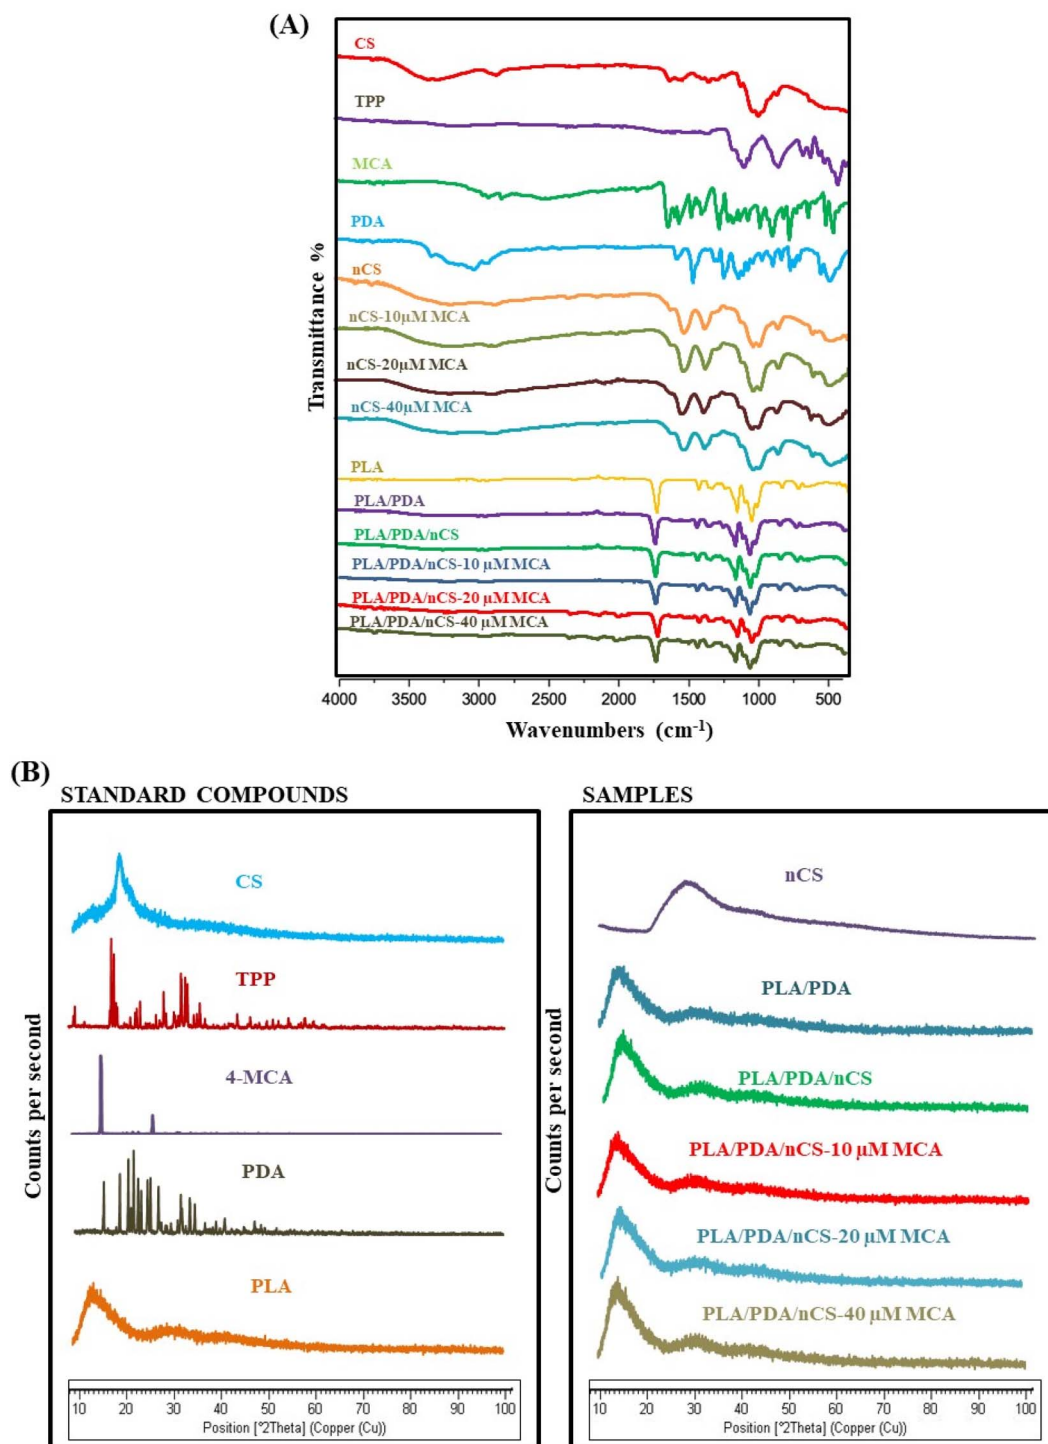 (A)
CS
TPP
MCA
PDA
nCS
nCS-10µM MCA
nCS-20µM MCA
nCS-40µM MCA
PLA
PLA/PDA
PLA/PDA/nCS
PLA/PDA/nCS-10 µM MCA
PLA/PDA/nCS-20 µM MCA
PLA/PDA/nCS-40 µM MCA
Transmittance %
4000 3500 3000 2500 2000 1500 1000 500
Wavenumbers (cm-1)
(B)
STANDARD COMPOUNDS
CS
TPP
4-MCA
PDA
PLA
Counts per second
10 20 30 40 50 60 70 80 90 100
Position [°2Theta] (Copper (Cu))
SAMPLES
nCS
PLA/PDA
PLA/PDA/nCS
PLA/PDA/nCS-10 µM MCA
PLA/PDA/nCS-20 µM MCA
PLA/PDA/nCS-40 µM MCA
Counts per second
10 20 30 40 50 60 70 80 90 100
Position [°2Theta] (Copper (Cu))